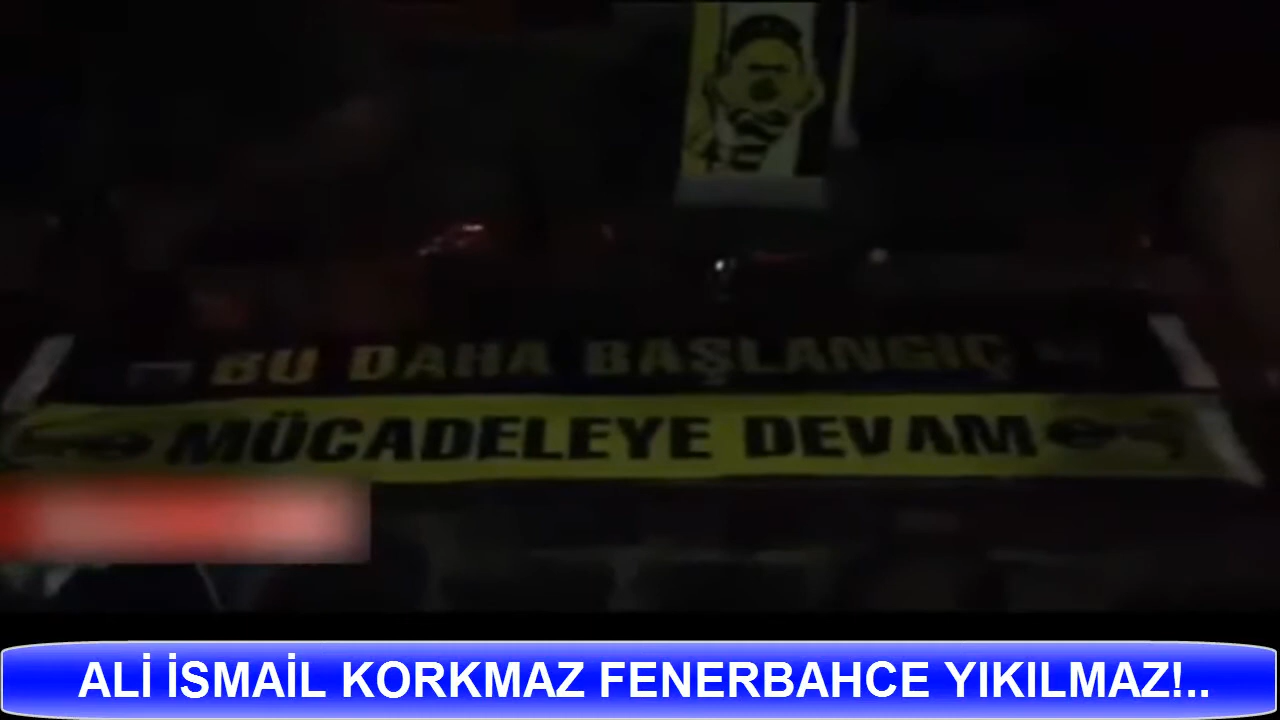 BU DAHA BAŞLANGIÇ
MÜCADELEYE DEVAM
ALİ İSMAİL KORKMAZ FENERBAHCE YIKILMAZ!..